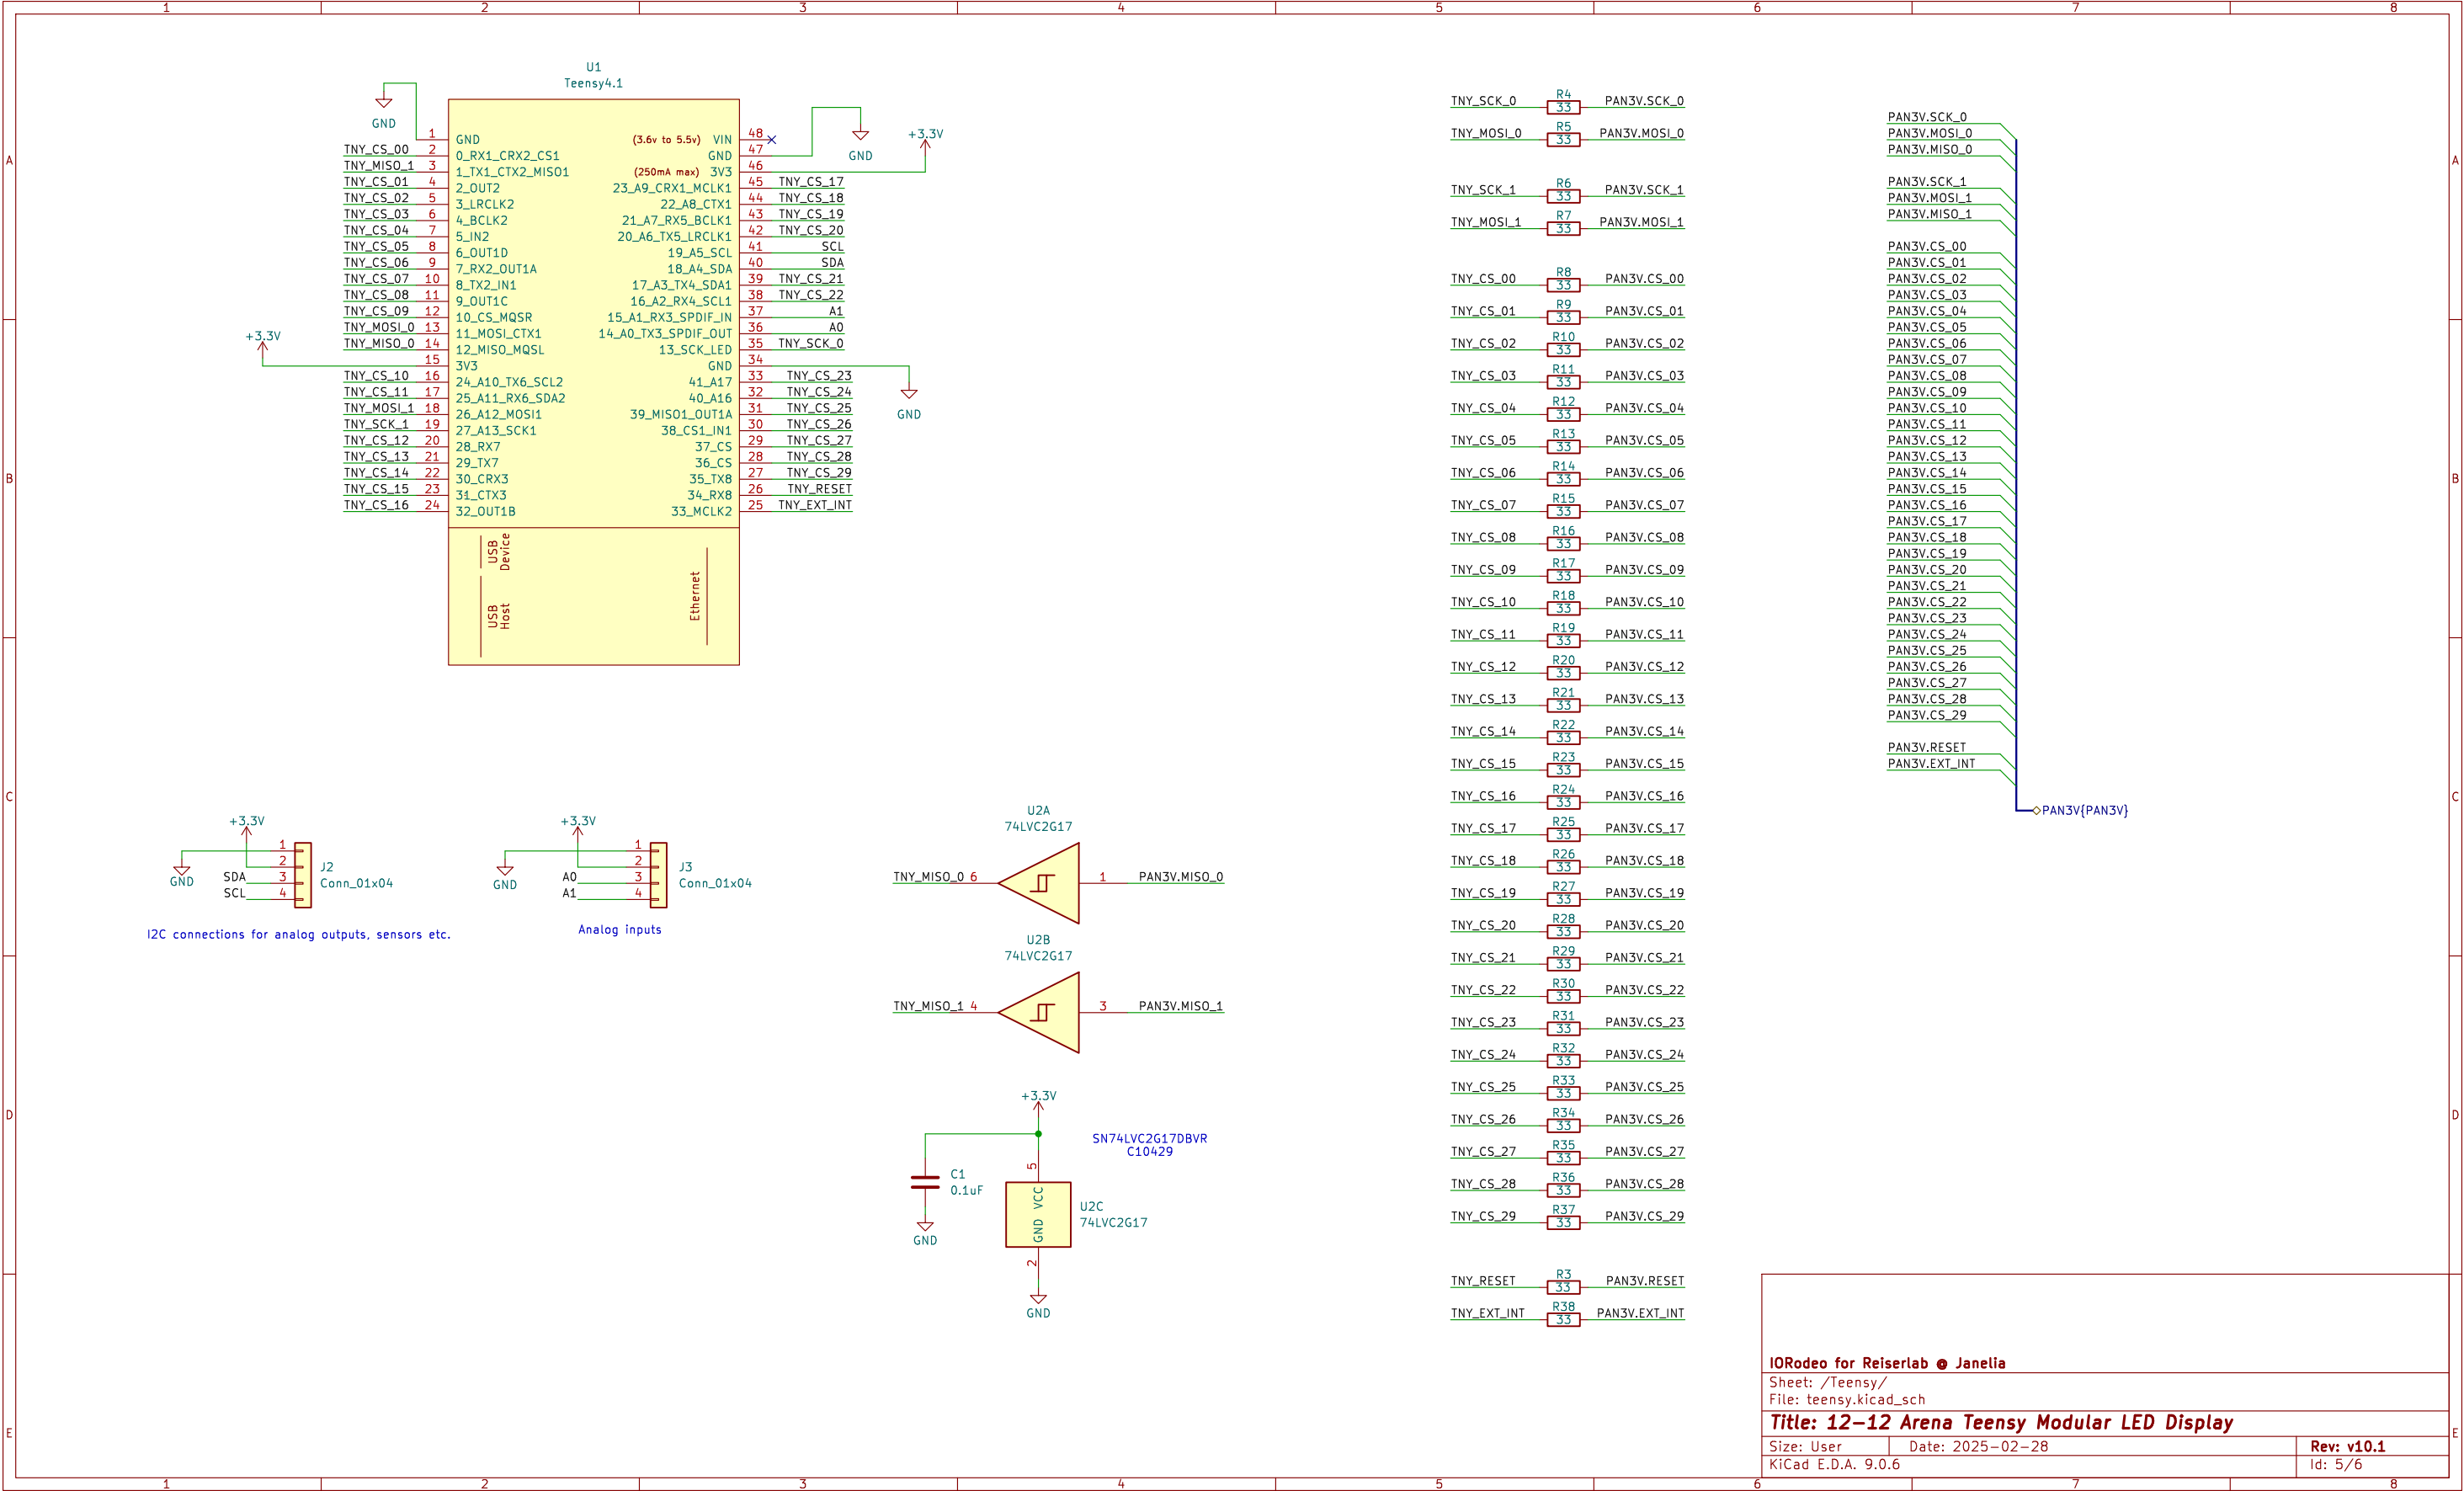 1 2 3 4 5 6 7 8
A
B
C
D
E
U1
Teensy4.1
GND
1 GND
TNY_CS_00 2 0_RX1_CRX2_CS1
TNY_MISO_1 3 1_TX1_CTX2_MISO1
TNY_CS_01 4 2_OUT2
TNY_CS_02 5 3_LRCLK2
TNY_CS_03 6 4_BCLK2
TNY_CS_04 7 5_IN2
TNY_CS_05 8 6_OUT1D
TNY_CS_06 9 7_RX2_OUT1A
TNY_CS_07 10 8_TX2_IN1
TNY_CS_08 11 9_OUT1C
TNY_CS_09 12 10_CS_MQSR
TNY_MOSI_0 13 11_MOSI_CTX1
TNY_MISO_0 14 12_MISO_MQSL
+3.3V
15 3V3
TNY_CS_10 16 24_A10_TX6_SCL2
TNY_CS_11 17 25_A11_RX6_SDA2
TNY_MOSI_1 18 26_A12_MOSI1
TNY_SCK_1 19 27_A13_SCK1
TNY_CS_12 20 28_RX7
TNY_CS_13 21 29_TX7
TNY_CS_14 22 30_CRX3
TNY_CS_15 23 31_CTX3
TNY_CS_16 24 32_OUT1B
(3.6v to 5.5v) VIN 48
GND 47
GND
(250mA max) 3V3 46
+3.3V
23_A9_CRX1_MCLK1 45 TNY_CS_17
22_A8_CTX1 44 TNY_CS_18
21_A7_RX5_BCLK1 43 TNY_CS_19
20_A6_TX5_LRCLK1 42 TNY_CS_20
19_A5_SCL 41 SCL
18_A4_SDA 40 SDA
17_A3_TX4_SDA1 39 TNY_CS_21
16_A2_RX4_SCL1 38 TNY_CS_22
15_A1_RX3_SPDIF_IN 37 A1
14_A0_TX3_SPDIF_OUT 36 A0
13_SCK_LED 35 TNY_SCK_0
GND 34
GND
41_A17 33 TNY_CS_23
40_A16 32 TNY_CS_24
39_MISO1_OUT1A 31 TNY_CS_25
38_CS1_IN1 30 TNY_CS_26
37_CS 29 TNY_CS_27
36_CS 28 TNY_CS_28
35_TX8 27 TNY_CS_29
34_RX8 26 TNY_RESET
33_MCLK2 25 TNY_EXT_INT
USB
Device
USB
Host
Ethernet
+3.3V
GND
1
2
SDA 3
SCL 4
J2
Conn_01x04
I2C connections for analog outputs, sensors etc.
+3.3V
GND
1
2
A0 3
A1 4
J3
Conn_01x04
Analog inputs
U2A
74LVC2G17
TNY_MISO_0 6 1 PAN3V.MISO_0
U2B
74LVC2G17
TNY_MISO_1 4 3 PAN3V.MISO_1
+3.3V
SN74LVC2G17DBVR
C10429
C1
0.1uF
GND
5
VCC
GND
2
U2C
74LVC2G17
GND
TNY_SCK_0 R4 33 PAN3V.SCK_0
TNY_MOSI_0 R5 33 PAN3V.MOSI_0
TNY_SCK_1 R6 33 PAN3V.SCK_1
TNY_MOSI_1 R7 33 PAN3V.MOSI_1
TNY_CS_00 R8 33 PAN3V.CS_00
TNY_CS_01 R9 33 PAN3V.CS_01
TNY_CS_02 R10 33 PAN3V.CS_02
TNY_CS_03 R11 33 PAN3V.CS_03
TNY_CS_04 R12 33 PAN3V.CS_04
TNY_CS_05 R13 33 PAN3V.CS_05
TNY_CS_06 R14 33 PAN3V.CS_06
TNY_CS_07 R15 33 PAN3V.CS_07
TNY_CS_08 R16 33 PAN3V.CS_08
TNY_CS_09 R17 33 PAN3V.CS_09
TNY_CS_10 R18 33 PAN3V.CS_10
TNY_CS_11 R19 33 PAN3V.CS_11
TNY_CS_12 R20 33 PAN3V.CS_12
TNY_CS_13 R21 33 PAN3V.CS_13
TNY_CS_14 R22 33 PAN3V.CS_14
TNY_CS_15 R23 33 PAN3V.CS_15
TNY_CS_16 R24 33 PAN3V.CS_16
TNY_CS_17 R25 33 PAN3V.CS_17
TNY_CS_18 R26 33 PAN3V.CS_18
TNY_CS_19 R27 33 PAN3V.CS_19
TNY_CS_20 R28 33 PAN3V.CS_20
TNY_CS_21 R29 33 PAN3V.CS_21
TNY_CS_22 R30 33 PAN3V.CS_22
TNY_CS_23 R31 33 PAN3V.CS_23
TNY_CS_24 R32 33 PAN3V.CS_24
TNY_CS_25 R33 33 PAN3V.CS_25
TNY_CS_26 R34 33 PAN3V.CS_26
TNY_CS_27 R35 33 PAN3V.CS_27
TNY_CS_28 R36 33 PAN3V.CS_28
TNY_CS_29 R37 33 PAN3V.CS_29
TNY_RESET R3 33 PAN3V.RESET
TNY_EXT_INT R38 33 PAN3V.EXT_INT
PAN3V.SCK_0
PAN3V.MOSI_0
PAN3V.MISO_0
PAN3V.SCK_1
PAN3V.MOSI_1
PAN3V.MISO_1
PAN3V.CS_00
PAN3V.CS_01
PAN3V.CS_02
PAN3V.CS_03
PAN3V.CS_04
PAN3V.CS_05
PAN3V.CS_06
PAN3V.CS_07
PAN3V.CS_08
PAN3V.CS_09
PAN3V.CS_10
PAN3V.CS_11
PAN3V.CS_12
PAN3V.CS_13
PAN3V.CS_14
PAN3V.CS_15
PAN3V.CS_16
PAN3V.CS_17
PAN3V.CS_18
PAN3V.CS_19
PAN3V.CS_20
PAN3V.CS_21
PAN3V.CS_22
PAN3V.CS_23
PAN3V.CS_24
PAN3V.CS_25
PAN3V.CS_26
PAN3V.CS_27
PAN3V.CS_28
PAN3V.CS_29
PAN3V.RESET
PAN3V.EXT_INT
PAN3V{PAN3V}
A
B
C
D
E
IORodeo for Reiserlab @ Janelia
Sheet: /Teensy/
File: teensy.kicad_sch
Title: 12-12 Arena Teensy Modular LED Display
Size: User Date: 2025-02-28 Rev: v10.1
KiCad E.D.A. 9.0.6 Id: 5/6
1 2 3 4 5 6 7 8